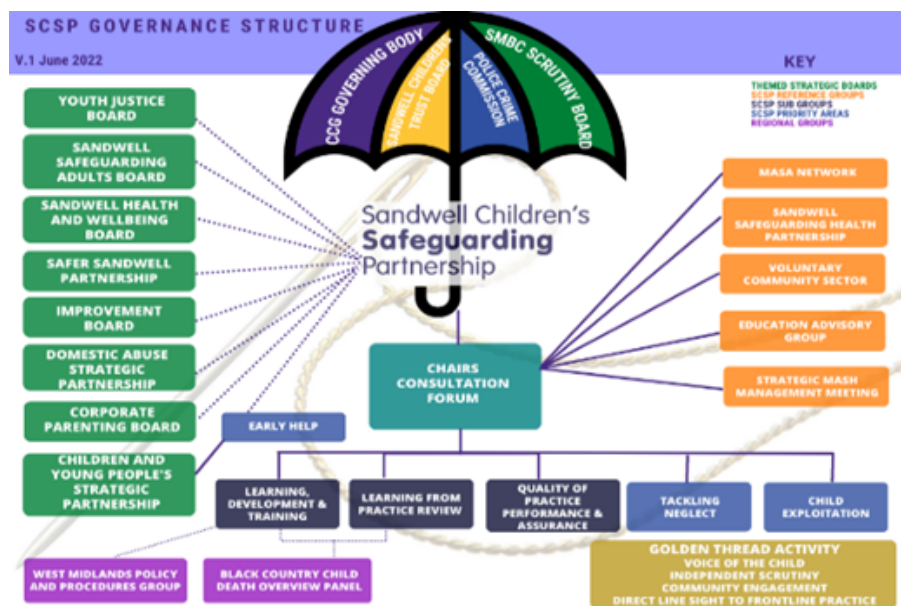 SCSP GOVERNANCE STRUCTURE
V.1 June 2022
KEY
THEMED STRATEGIC BOARDS
SCSP REFERENCE GROUPS
SCSP SUB GROUPS
SCSP PRIORITY AREAS
REGIONAL GROUPS
CCG GOVERNING BODY
SANDWELL CHILDREN'S
TRUST BOARD
POLICE CRIME
COMMISSION
SMBC SCRUTINY BOARD
Sandwell Children's
Safeguarding
Partnership
YOUTH JUSTICE
BOARD
SANDWELL
SAFEGUARDING
ADULTS BOARD
SANDWELL HEALTH
AND WELLBEING
BOARD
SAFER SANDWELL
PARTNERSHIP
IMPROVEMENT
BOARD
DOMESTIC ABUSE
STRATEGIC
PARTNERSHIP
CORPORATE
PARENTING BOARD
CHILDREN AND
YOUNG PEOPLE'S
STRATEGIC
PARTNERSHIP
EARLY HELP
CHAIRS
CONSULTATION
FORUM
MASA NETWORK
SANDWELL
SAFEGUARDING HEALTH
PARTNERSHIP
VOLUNTARY
COMMUNITY SECTOR
EDUCATION ADVISORY
GROUP
STRATEGIC MASH
MANAGEMENT MEETING
LEARNING,
DEVELOPMENT &
TRAINING
LEARNING FROM
PRACTICE REVIEW
QUALITY OF
PRACTICE
PERFORMANCE &
ASSURANCE
TACKLING
NEGLECT
CHILD
EXPLOITATION
WEST MIDLANDS POLICY
AND PROCEDURES GROUP
BLACK COUNTRY CHILD
DEATH OVERVIEW PANEL
GOLDEN THREAD ACTIVITY
VOICE OF THE CHILD
INDEPENDENT SCRUTINY
COMMUNITY ENGAGEMENT
DIRECT LINE SIGHT TO FRONTLINE PRACTICE